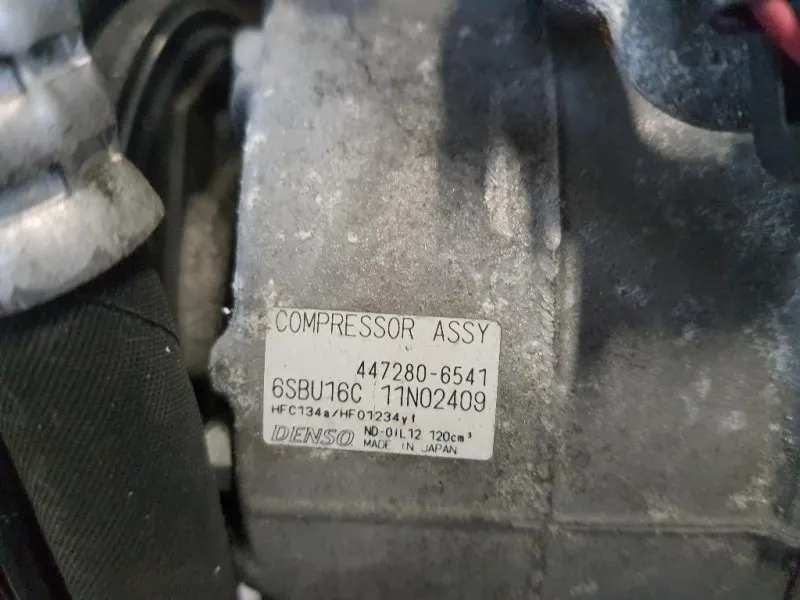 COMPRESSOR ASSY
447280-6541
6SBU16C 11N02409
HFC134a/HFO1234yf
DENSO ND-OIL12 120cm³
MADE IN JAPAN